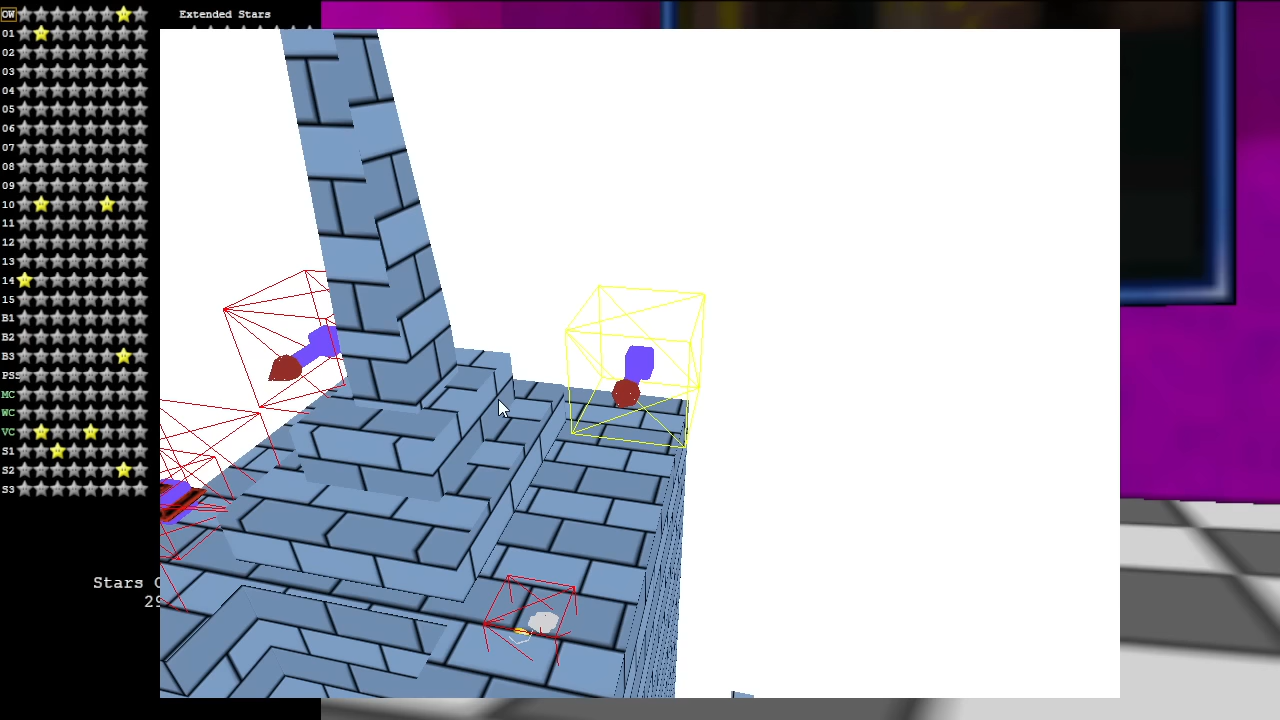 OW
Extended Stars
01
02
03
04
05
06
07
08
09
10
11
12
13
14
15
B1
B2
B3
PSS
MC
WC
VC
S1
S2
S3
Stars
29